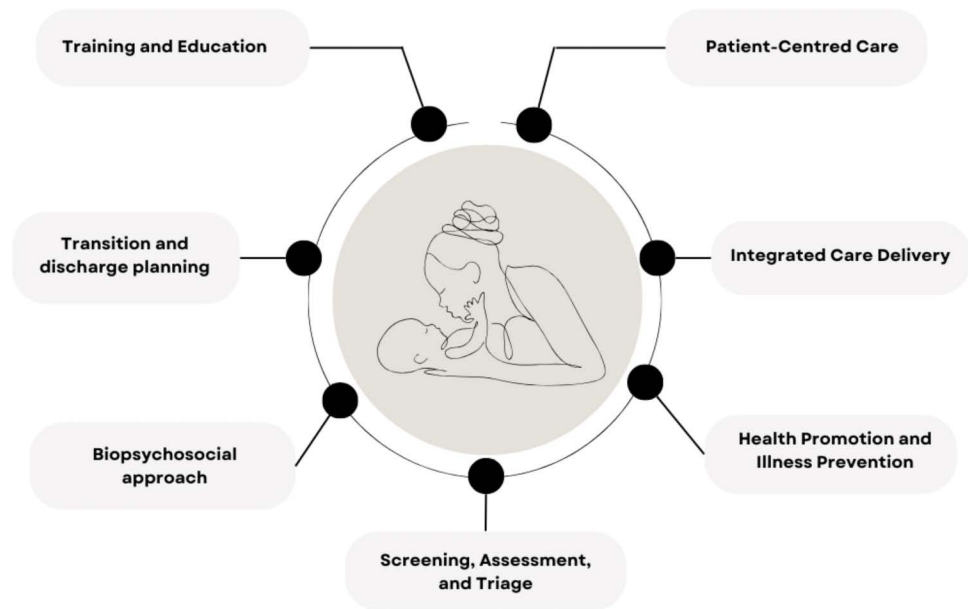 Training and Education
Patient-Centred Care
Transition and
discharge planning
Integrated Care Delivery
Biopsychosocial
approach
Health Promotion and
Illness Prevention
Screening, Assessment,
and Triage